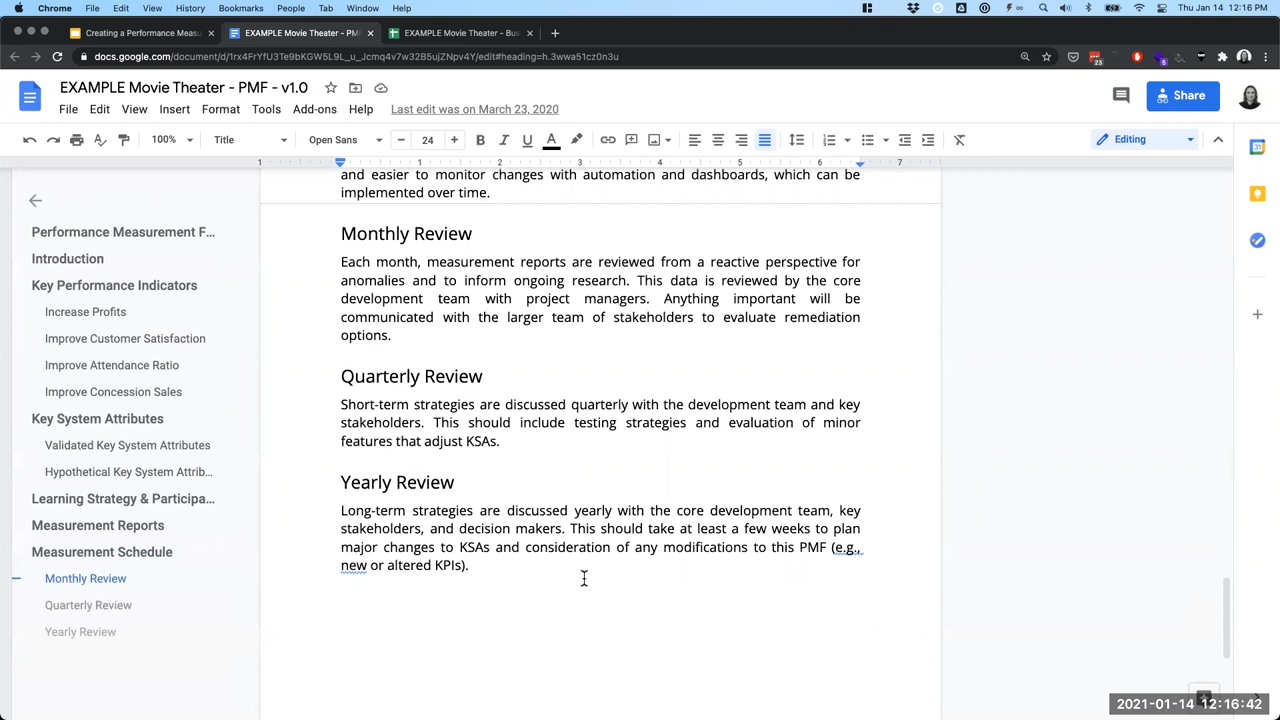 Chrome File Edit View History Bookmarks People Tab Window Help Thu Jan 14 12:16 PM
Creating a Performance Measu × EXAMPLE Movie Theater - PM × EXAMPLE Movie Theater - Bus × +
docs.google.com/document/d/1rx4FrYfU3Te9bKGW5L9L_u_Jcmq4v7w32B5ujZNpv4Y/edit#heading=h.3wwa51cz0n3u 23 5
EXAMPLE Movie Theater - PMF - v1.0
Share
File Edit View Insert Format Tools Add-ons Help Last edit was on March 23, 2020
100% Title Open Sans − 24 + B I U A Editing
1 1 2 3 4 5 6 7
31
and easier to monitor changes with automation and dashboards, which can be
implemented over time.
Performance Measurement F...
Introduction
Key Performance Indicators
Increase Profits
Improve Customer Satisfaction
Improve Attendance Ratio
Improve Concession Sales
Key System Attributes
Validated Key System Attributes
Hypothetical Key System Attrib...
Learning Strategy & Participa...
Measurement Reports
Measurement Schedule
Monthly Review
Quarterly Review
Yearly Review
Monthly Review
Each month, measurement reports are reviewed from a reactive perspective for
anomalies and to inform ongoing research. This data is reviewed by the core
development team with project managers. Anything important will be
communicated with the larger team of stakeholders to evaluate remediation
options.
Quarterly Review
Short-term strategies are discussed quarterly with the development team and key
stakeholders. This should include testing strategies and evaluation of minor
features that adjust KSAs.
Yearly Review
Long-term strategies are discussed yearly with the core development team, key
stakeholders, and decision makers. This should take at least a few weeks to plan
major changes to KSAs and consideration of any modifications to this PMF (e.g.,
new or altered KPIs).
2021-01-14 12:16:42